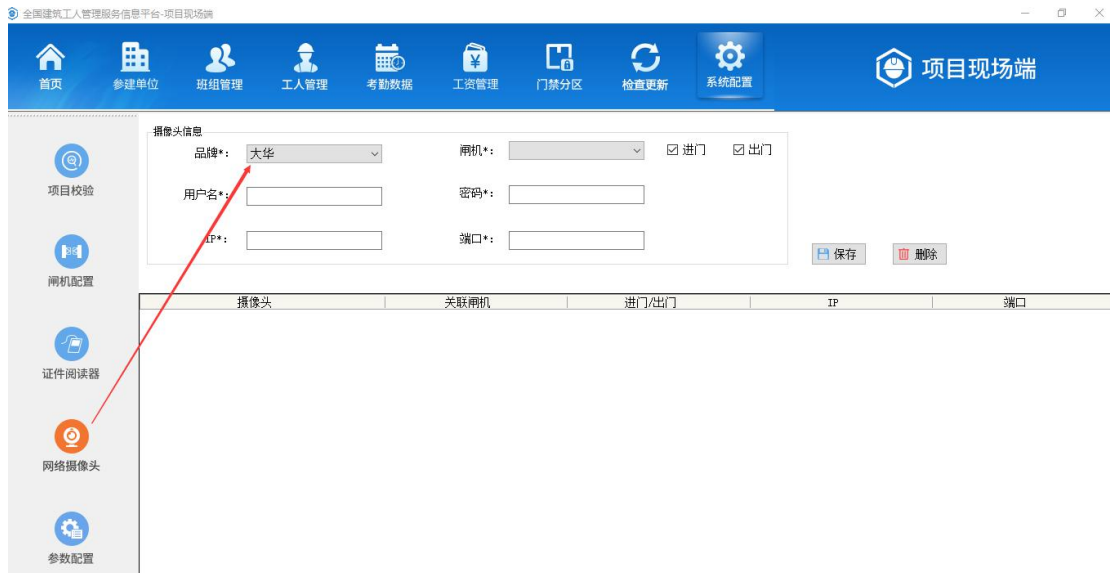 全国建筑工人管理服务信息平台-项目现场端
首页 参建单位 班组管理 工人管理 考勤数据 工资管理 门禁分区 检查更新 系统配置 项目现场端
摄像头信息
品牌*: 大华 闸机*: 进门 出门
项目校验
用户名*: 密码*:
IP*: 端口*:
保存 删除
闸机配置
摄像头 关联闸机 进门/出门 IP 端口
证件阅读器
网络摄像头
参数配置